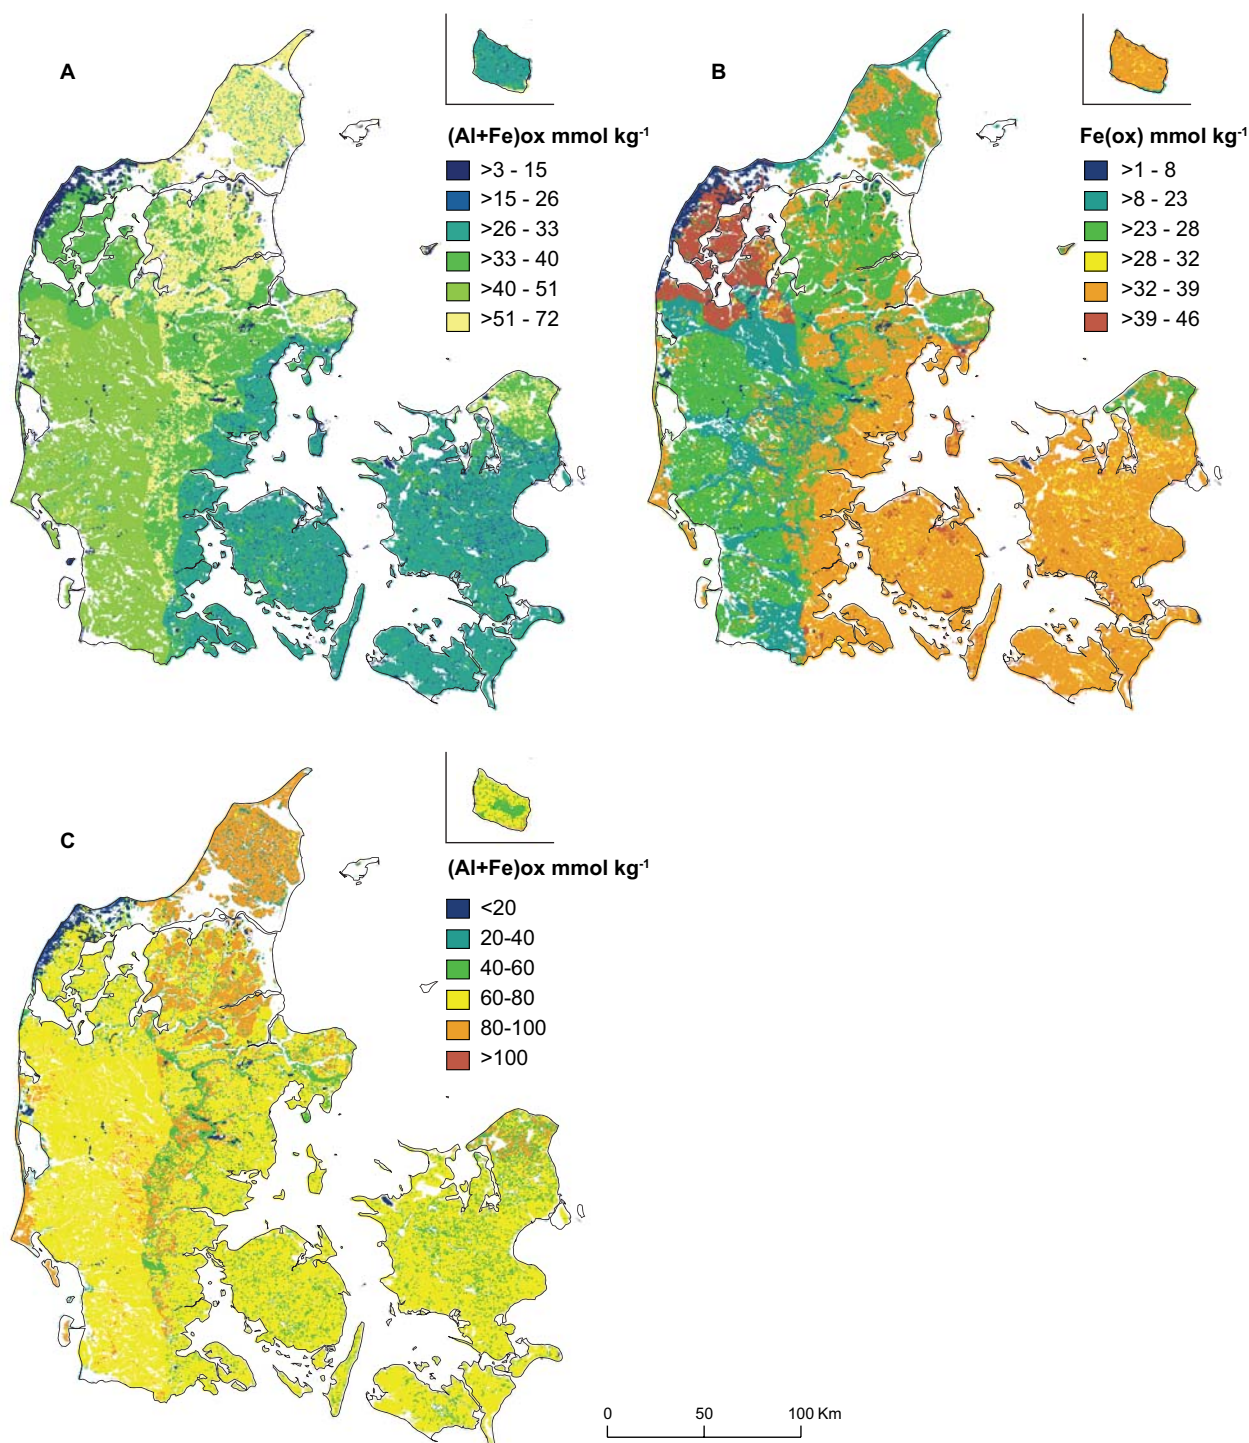 A
(Al+Fe)ox mmol kg-1
>3 - 15
>15 - 26
>26 - 33
>33 - 40
>40 - 51
>51 - 72
B
Fe(ox) mmol kg-1
>1 - 8
>8 - 23
>23 - 28
>28 - 32
>32 - 39
>39 - 46
C
(Al+Fe)ox mmol kg-1
<20
20-40
40-60
60-80
80-100
>100
0 50 100 Km